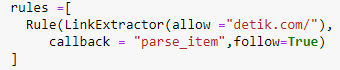 rules =[
Rule(LinkExtractor(allow ="detik.com/"),
callback = "parse_item",follow=True)
]